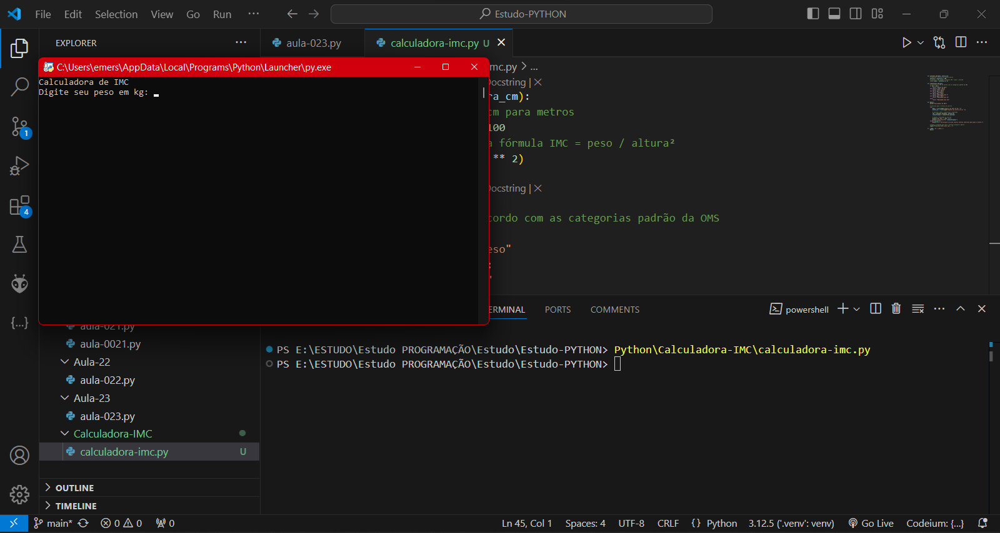 File Edit Selection View Go Run ··· Estudo-PYTHON
EXPLORER ···
aula-023.py
calculadora-imc.py U
C:\Users\emers\AppData\Local\Programs\Python\Launcher\py.exe
Calculadora de IMC
Digite seu peso em kg:
mc.py > ...
Docstring | X
ra_cm):
cm para metros
100
a fórmula IMC = peso / altura²
** 2)
Docstring | X
cordo com as categorias padrão da OMS
eso"
:
"
ERMINAL PORTS COMMENTS powershell
aula-021.py
aula-0021.py
Aula-22
aula-022.py
Aula-23
aula-023.py
Calculadora-IMC
calculadora-imc.py U
OUTLINE
TIMELINE
1
4
{...}
PS E:\ESTUDO\Estudo PROGRAMAÇÃO\Estudo\Estudo-PYTHON> Python\Calculadora-IMC\calculadora-imc.py
PS E:\ESTUDO\Estudo PROGRAMAÇÃO\Estudo\Estudo-PYTHON>
main* 0 0 0 Ln 45, Col 1 Spaces: 4 UTF-8 CRLF {} Python 3.12.5 ('.venv': venv) Go Live Codeium: {...}